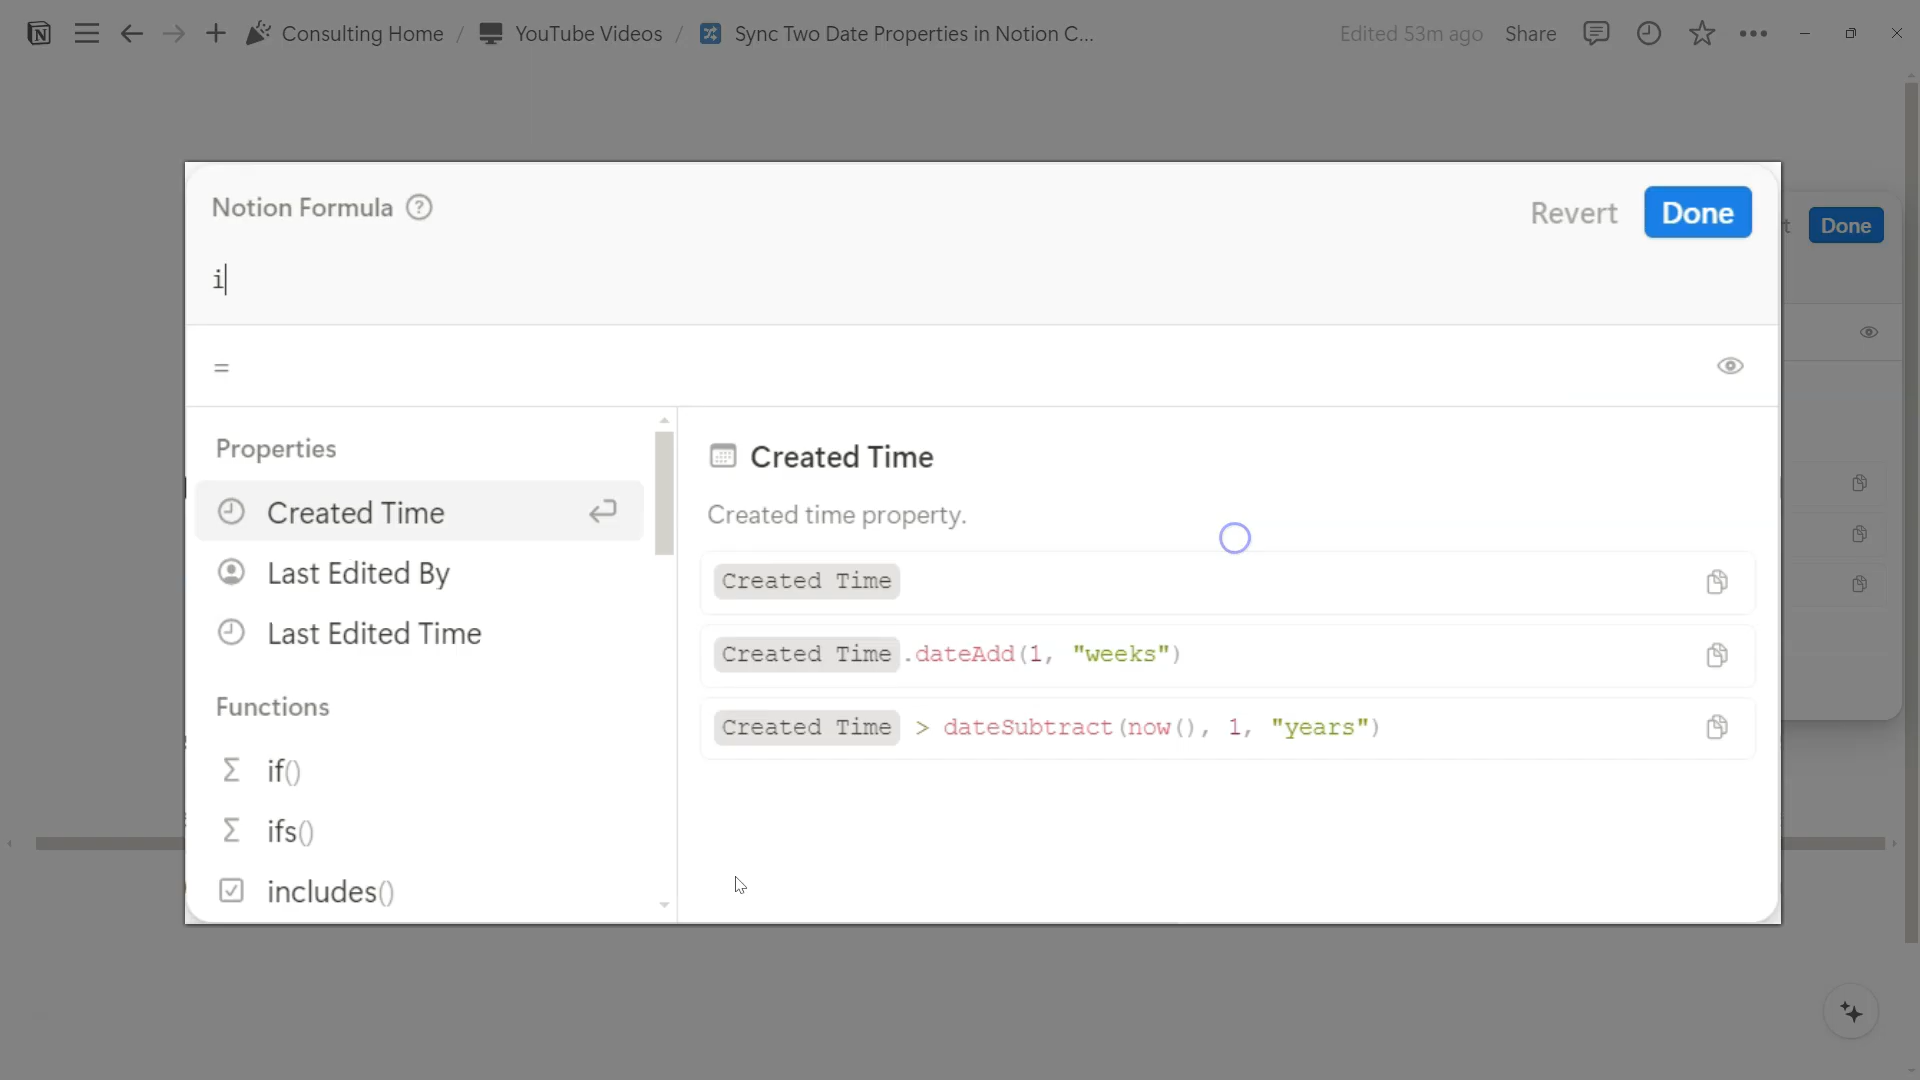 Consulting Home / YouTube Videos / Sync Two Date Properties in Notion C... Edited 53m ago Share
Notion Formula ? Revert Done
t Done
i
=
Properties
Created Time
Last Edited By
Last Edited Time
Functions
Σ if()
Σ ifs()
includes()
Created Time
Created time property.
Created Time
Created Time.dateAdd(1, "weeks")
Created Time > dateSubtract(now(), 1, "years")